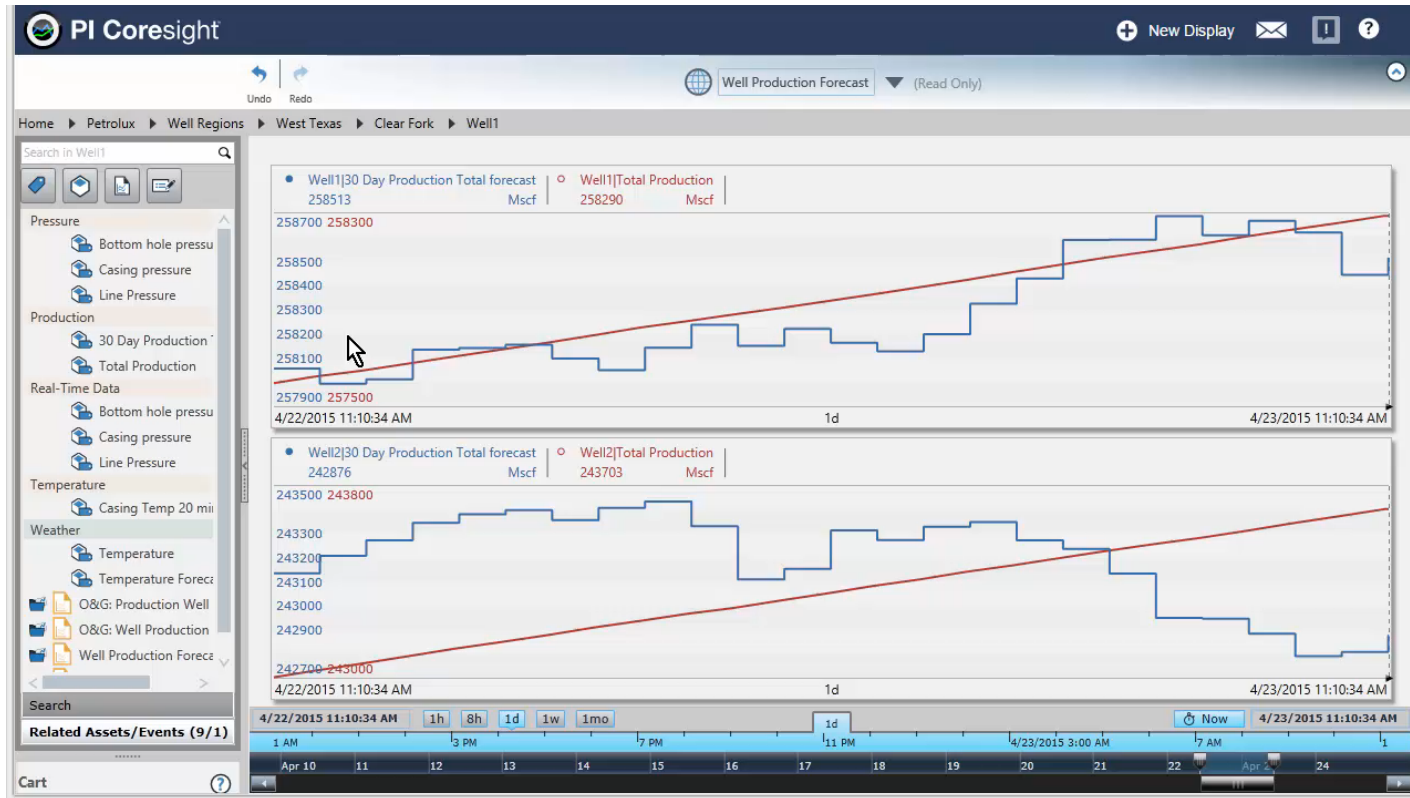 PI Coresight
New Display
Undo Redo
Well Production Forecast (Read Only)
Home Petrolux Well Regions West Texas Clear Fork Well1
Search in Well1
Pressure
Bottom hole pressu
Casing pressure
Line Pressure
Production
30 Day Production
Total Production
Real-Time Data
Bottom hole pressu
Casing pressure
Line Pressure
Temperature
Casing Temp 20 mi
Weather
Temperature
Temperature Foreca
O&G: Production Well
O&G: Well Production
Well Production Foreca
Search
Related Assets/Events (9/1)
Cart
Well1|30 Day Production Total forecast Well1|Total Production
258513 Mscf 258290 Mscf
258700 258300
258500
258400
258300
258200
258100
257900 257500
4/22/2015 11:10:34 AM 1d 4/23/2015 11:10:34 AM
Well2|30 Day Production Total forecast Well2|Total Production
242876 Mscf 243703 Mscf
243500 243800
243300
243200
243100
243000
242900
242700 243000
4/22/2015 11:10:34 AM 1d 4/23/2015 11:10:34 AM
4/22/2015 11:10:34 AM 1h 8h 1d 1w 1mo 1d Now 4/23/2015 11:10:34 AM
1 AM 3 PM 7 PM 11 PM 4/23/2015 3:00 AM 7 AM 1
Apr 10 11 12 13 14 15 16 17 18 19 20 21 22 Apr 24